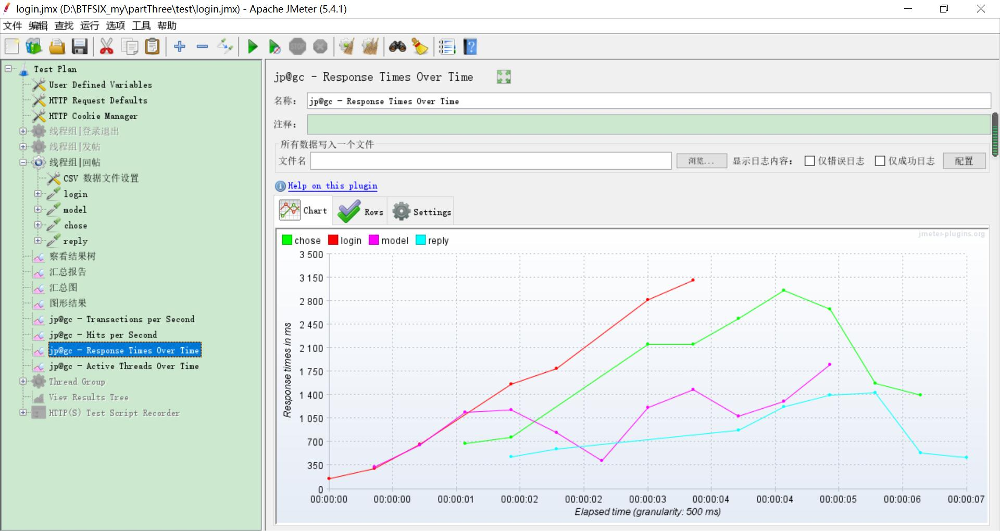 login.jmx (D:\BTFSIX_my\partThree\test\login.jmx) - Apache JMeter (5.4.1)
文件 编辑 查找 运行 选项 工具 帮助
STOP
Test Plan
User Defined Variables
HTTP Request Defaults
HTTP Cookie Manager
线程组|登录退出
线程组|发帖
线程组|回帖
CSV 数据文件设置
login
model
chose
reply
察看结果树
汇总报告
汇总图
图形结果
jp@gc - Transactions per Second
jp@gc - Hits per Second
jp@gc - Response Times Over Time
jp@gc - Active Threads Over Time
Thread Group
View Results Tree
HTTP(S) Test Script Recorder
jp@gc - Response Times Over Time
名称: jp@gc - Response Times Over Time
注释:
所有数据写入一个文件
文件名 浏览... 显示日志内容: 仅错误日志 仅成功日志 配置
Help on this plugin
Chart Rows Settings
jmeter-plugins.org
chose login model reply
3 500
3 150
2 800
2 450
2 100
1 750
1 400
1 050
700
350
0
Response times in ms
00:00:00 00:00:00 00:00:01 00:00:02 00:00:02 00:00:03 00:00:04 00:00:04 00:00:05 00:00:06 00:00:07
Elapsed time (granularity: 500 ms)